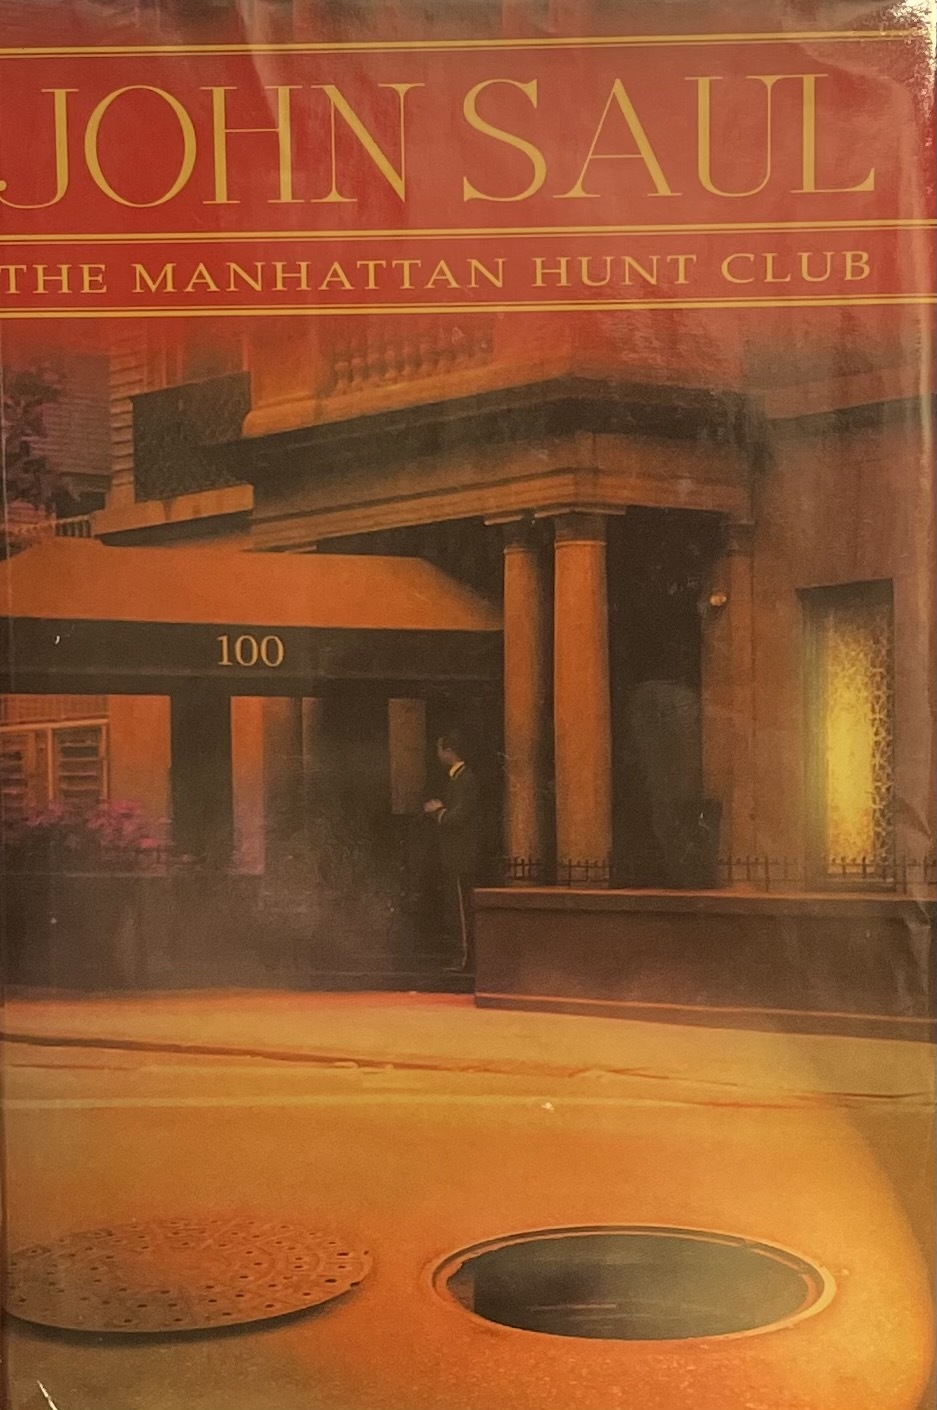 JOHN SAUL
THE MANHATTAN HUNT CLUB
100